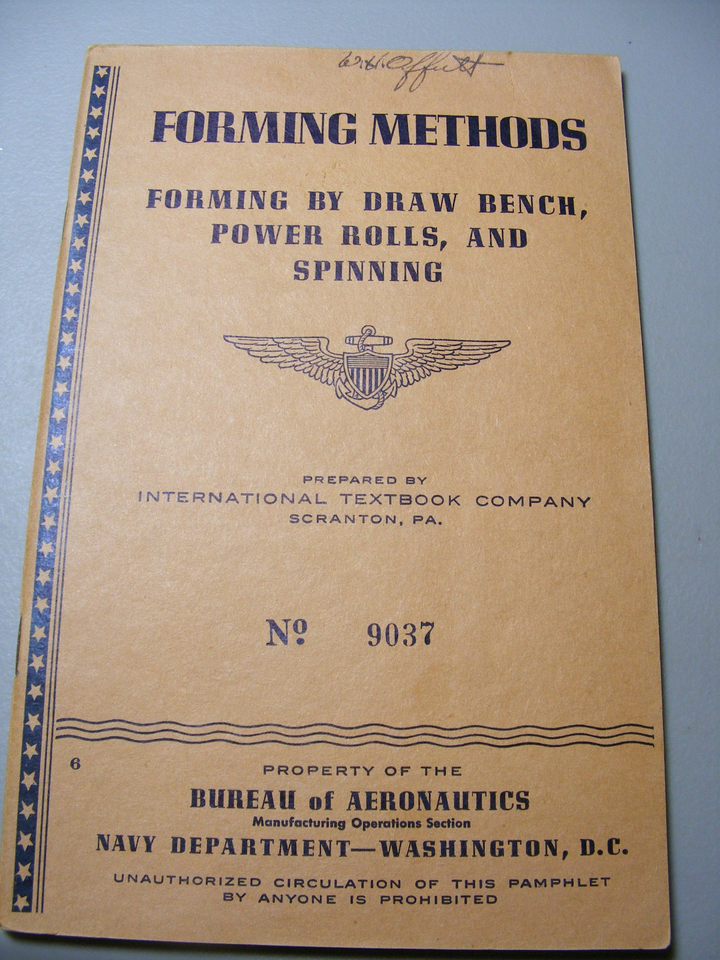 W.H. Offutt
FORMING METHODS
FORMING BY DRAW BENCH,
POWER ROLLS, AND
SPINNING
PREPARED BY
INTERNATIONAL TEXTBOOK COMPANY
SCRANTON, PA.
Nº 9037
6
PROPERTY OF THE
BUREAU of AERONAUTICS
Manufacturing Operations Section
NAVY DEPARTMENT—WASHINGTON, D.C.
UNAUTHORIZED CIRCULATION OF THIS PAMPHLET
BY ANYONE IS PROHIBITED